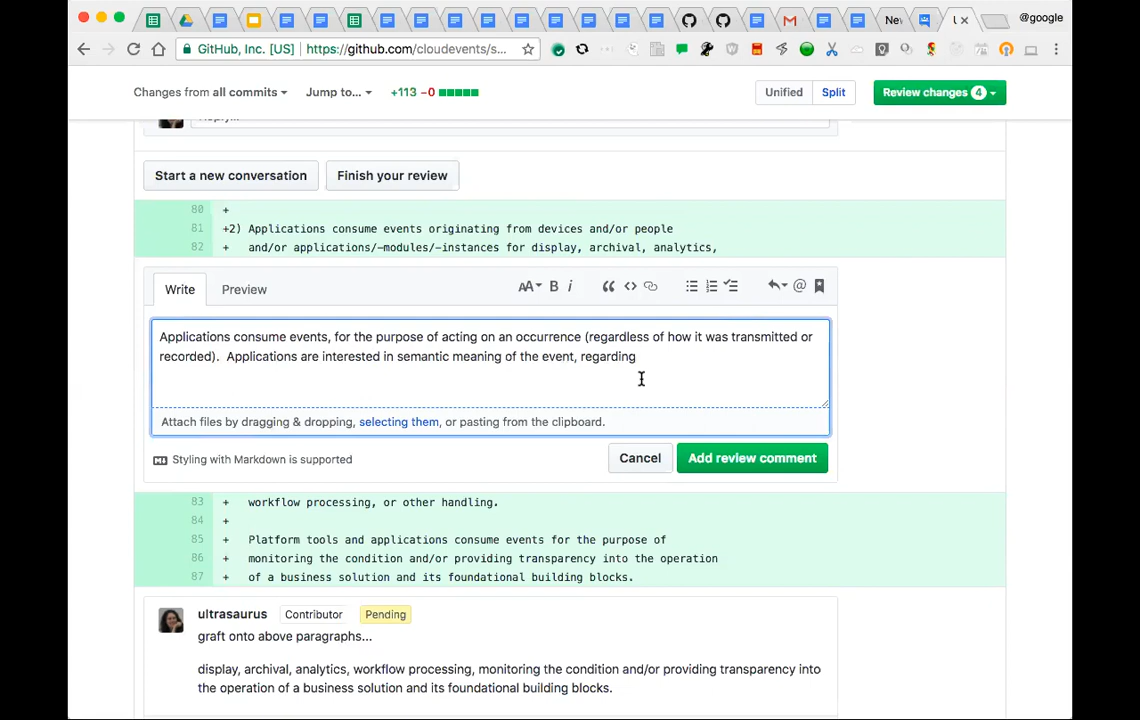 New
@google
GitHub, Inc. [US]
https://github.com/cloudevents/s...
Changes from all commits
Jump to...
+113 −0
Unified
Split
Review changes 4
Start a new conversation
Finish your review
80 +
81 +2) Applications consume events originating from devices and/or people
82 + and/or applications/-modules/-instances for display, archival, analytics,
Write
Preview
AA B i
Applications consume events, for the purpose of acting on an occurrence (regardless of how it was transmitted or
recorded).  Applications are interested in semantic meaning of the event, regarding
Attach files by dragging & dropping, selecting them, or pasting from the clipboard.
Styling with Markdown is supported
Cancel
Add review comment
83 + workflow processing, or other handling.
84 +
85 + Platform tools and applications consume events for the purpose of
86 + monitoring the condition and/or providing transparency into the operation
87 + of a business solution and its foundational building blocks.
ultrasaurus
Contributor
Pending
graft onto above paragraphs...
display, archival, analytics, workflow processing, monitoring the condition and/or providing transparency into
the operation of a business solution and its foundational building blocks.